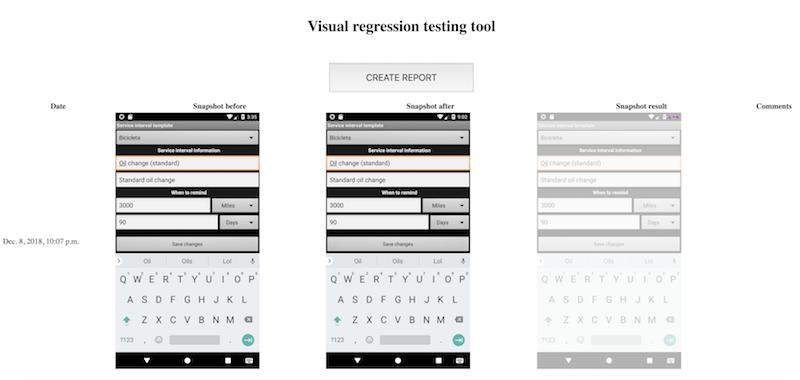 Visual regression testing tool
CREATE REPORT
Date Snapshot before Snapshot after Snapshot result Comments
3:35
Service interval template
Bicicleta
Service interval information
Oil change (standard)
Standard oil change
When to remind
3000 Miles
90 Days
Save changes
Oil Oils Lol
Q W E R T Y U I O P
A S D F G H J K L
Z X C V B N M
?123 , .
9:02
Service interval template
Bicicleta
Service interval information
Oil change (standard)
Standard oil change
When to remind
3000 Miles
90 Days
Save changes
Oil Oils Lol
Q W E R T Y U I O P
A S D F G H J K L
Z X C V B N M
?123 , .
Service interval template
Bicicleta
Service interval information
Oil change (standard)
Standard oil change
When to remind
3000 Miles
90 Days
Save changes
Oil Oils Lol
Q W E R T Y U I O P
A S D F G H J K L
Z X C V B N M
?123 , .
Dec. 8, 2018, 10:07 p.m.